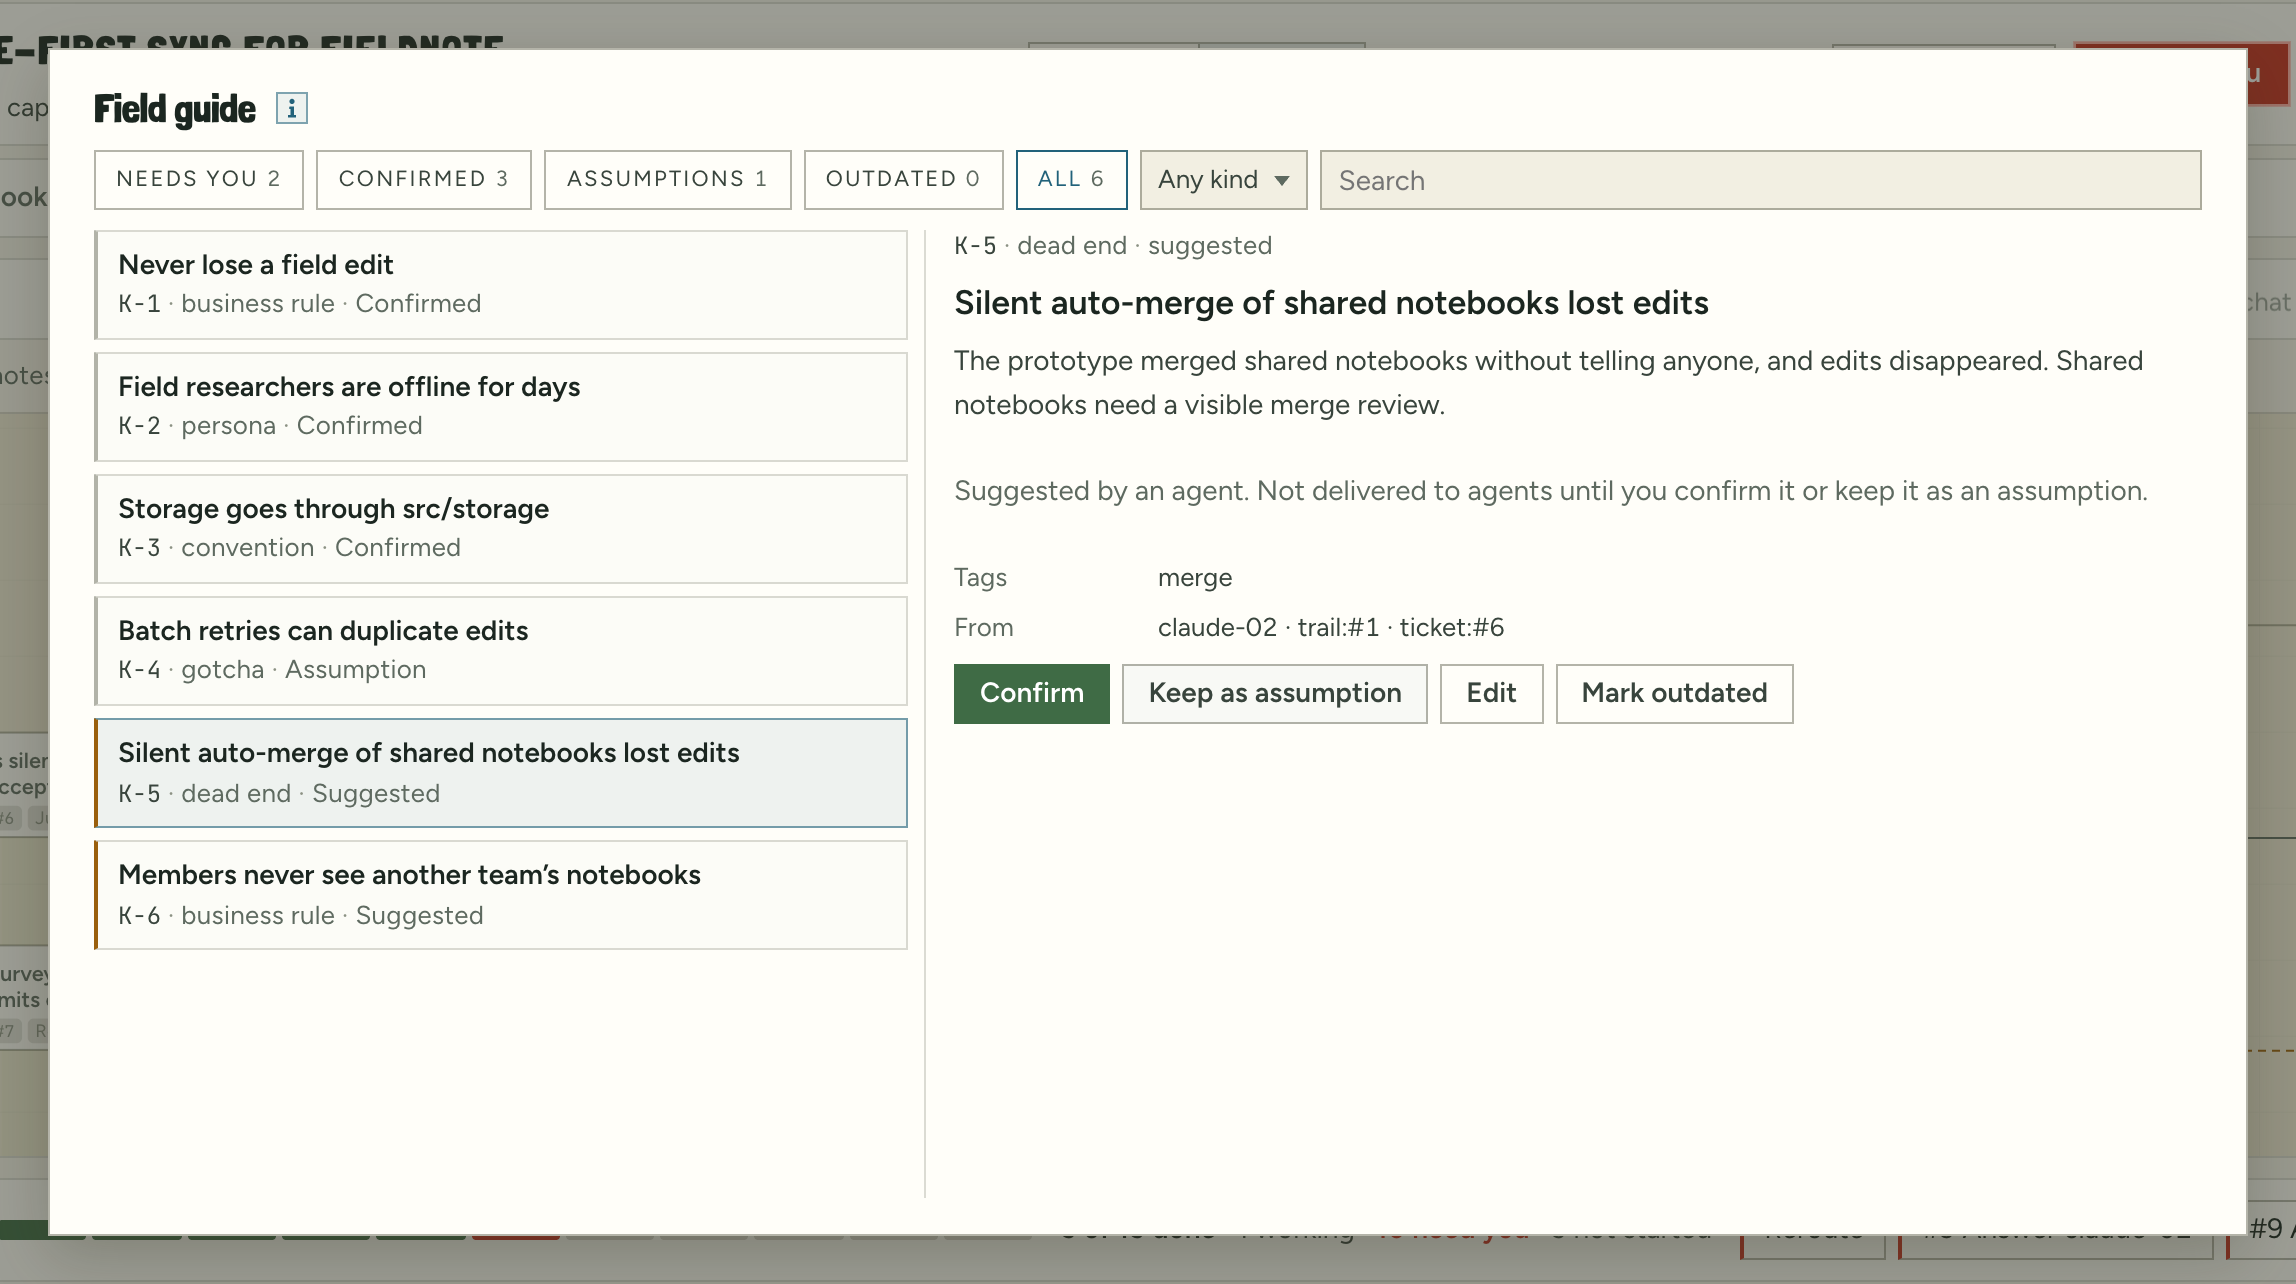 Field guide i
NEEDS YOU 2
CONFIRMED 3
ASSUMPTIONS 1
OUTDATED 0
ALL 6
Any kind
Search
Never lose a field edit
K-1 · business rule · Confirmed
Field researchers are offline for days
K-2 · persona · Confirmed
Storage goes through src/storage
K-3 · convention · Confirmed
Batch retries can duplicate edits
K-4 · gotcha · Assumption
Silent auto-merge of shared notebooks lost edits
K-5 · dead end · Suggested
Members never see another team’s notebooks
K-6 · business rule · Suggested
K-5 · dead end · suggested
Silent auto-merge of shared notebooks lost edits
The prototype merged shared notebooks without telling anyone, and edits disappeared. Shared
notebooks need a visible merge review.
Suggested by an agent. Not delivered to agents until you confirm it or keep it as an assumption.
Tags merge
From claude-02 · trail:#1 · ticket:#6
Confirm
Keep as assumption
Edit
Mark outdated
chat
#6
#7
#9